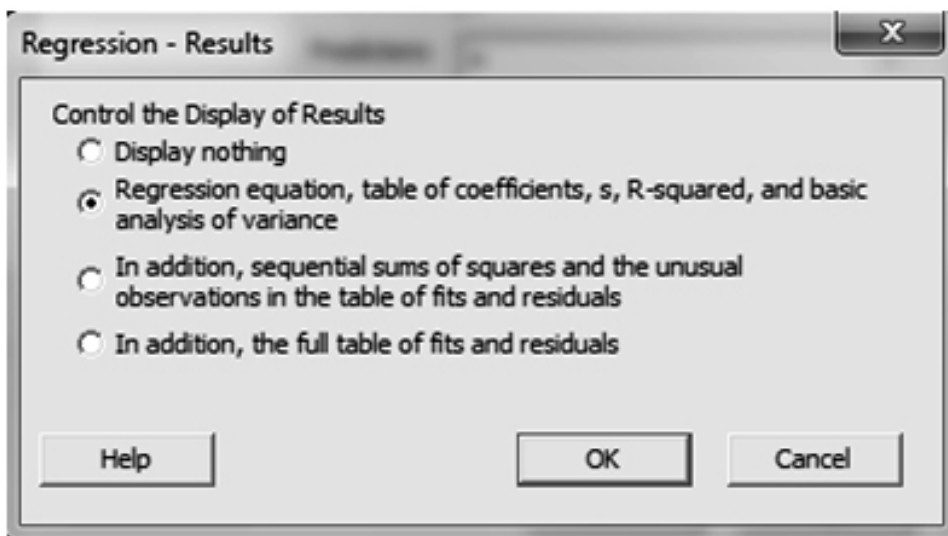 Regression - Results
Control the Display of Results
Display nothing
Regression equation, table of coefficients, s, R-squared, and basic
analysis of variance
In addition, sequential sums of squares and the unusual
observations in the table of fits and residuals
In addition, the full table of fits and residuals
Help
OK
Cancel